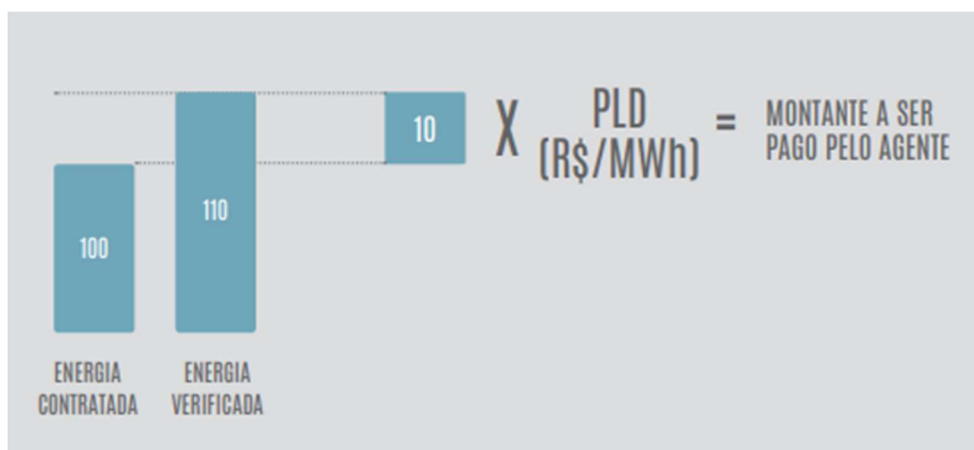 10
X
PLD
(R$/MWh)
=
MONTANTE A SER
PAGO PELO AGENTE
100
110
ENERGIA
CONTRATADA
ENERGIA
VERIFICADA